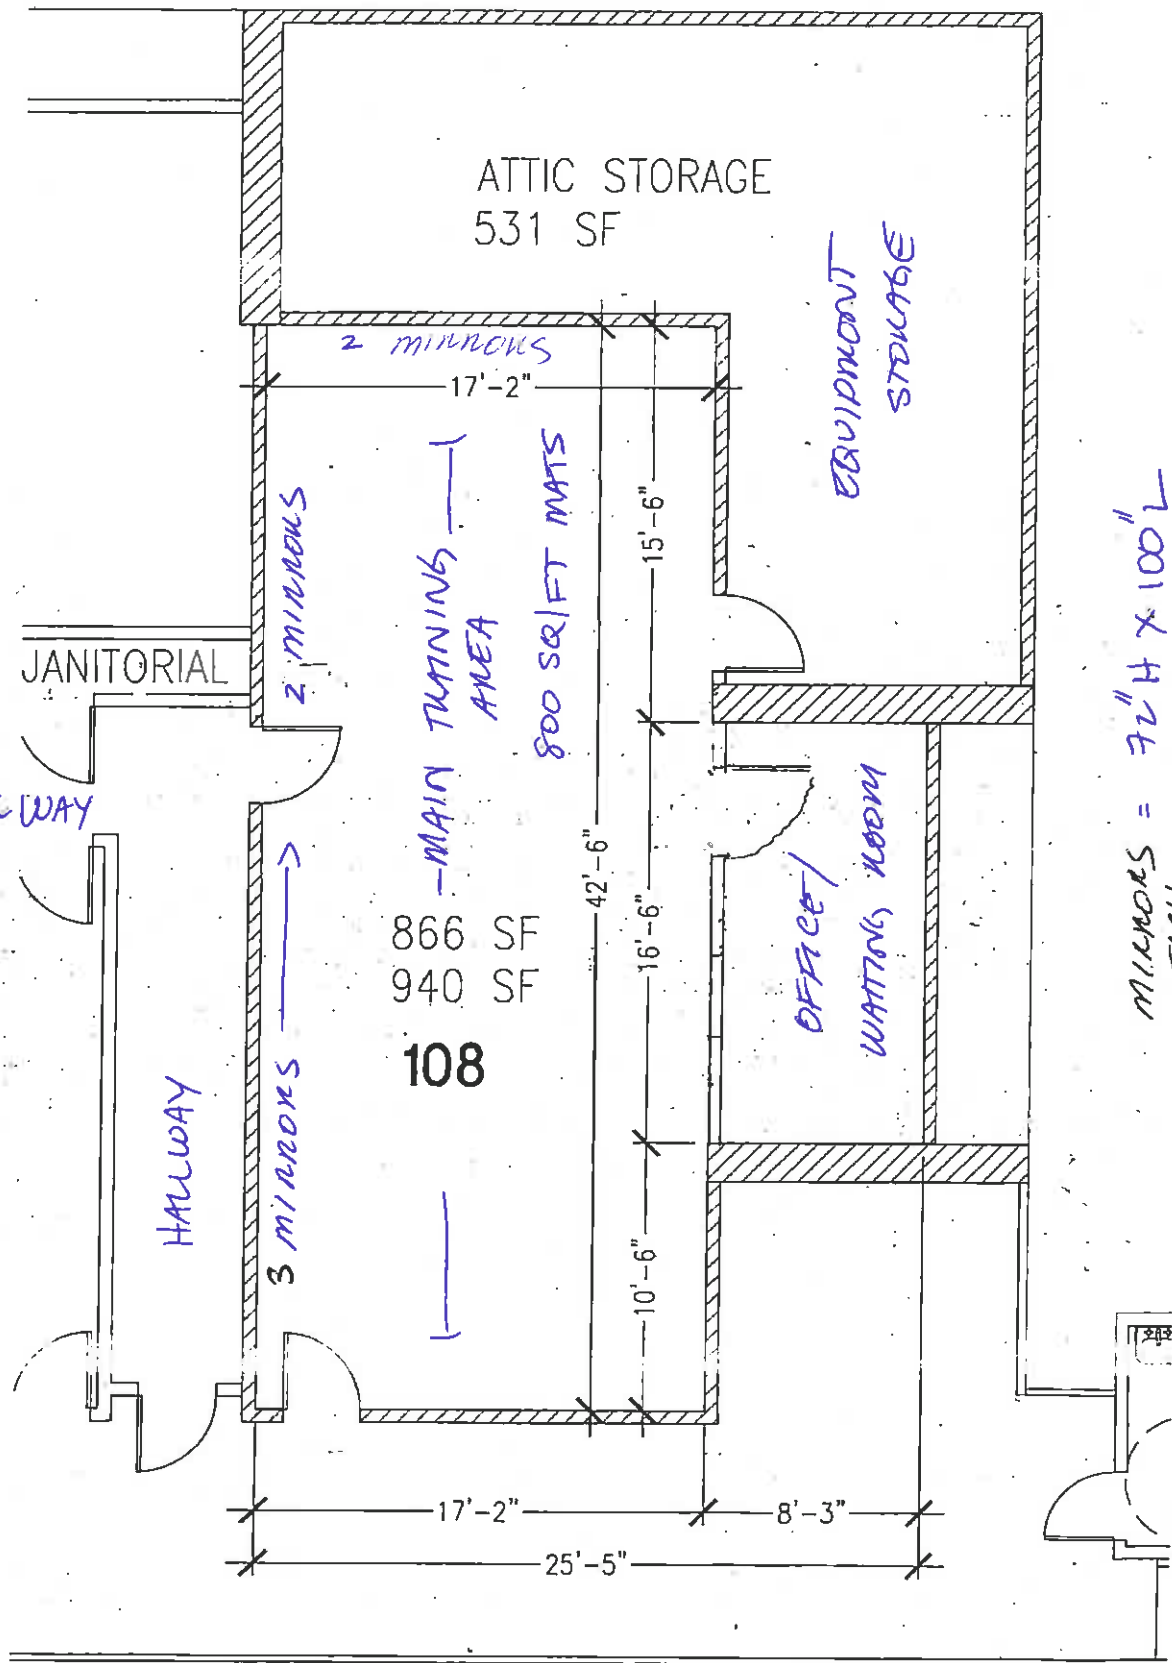 ATTIC STORAGE
531 SF
EQUIPMONT
STORAGE
2 MIRRORS
17'-2"
2 MIRRORS
-MAIN TRAINING
AREA
800 SQ/FT MATS
15'-6"
42'-6"
16'-6"
10'-6"
JANITORIAL
WAY
HALLWAY
3 MIRRORS
866 SF
940 SF
108
OFFICE/
WAITING ROOM
MIRRORS = 72" H X 100" L
17'-2"
8'-3"
25'-5"